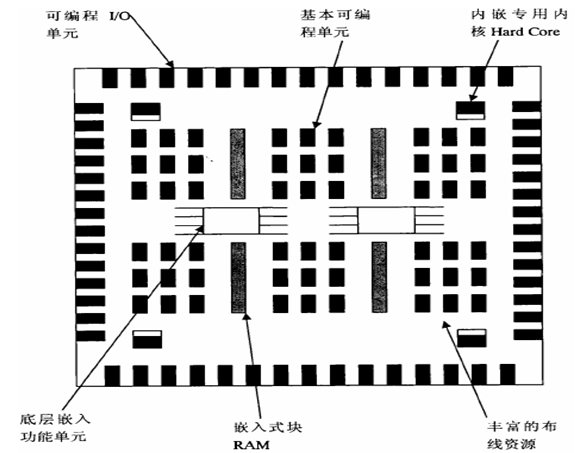 可编程 I/O
单元
基本可编
程单元
内嵌专用内
核 Hard Core
底层嵌入
功能单元
嵌入式块
RAM
丰富的布
线资源